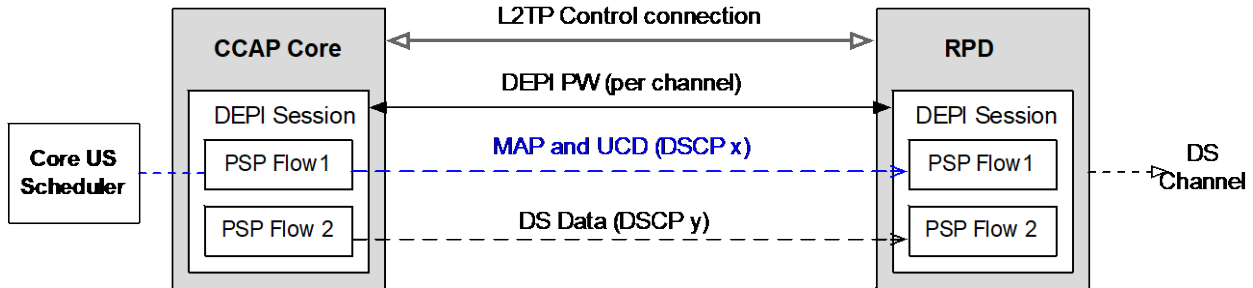 L2TP Control connection
CCAP Core
RPD
DEPI PW (per channel)
DEPI Session
DEPI Session
Core US
Scheduler
PSP Flow1
MAP and UCD (DSCP x)
PSP Flow1
DS
Channel
PSP Flow 2
DS Data (DSCP y)
PSP Flow 2